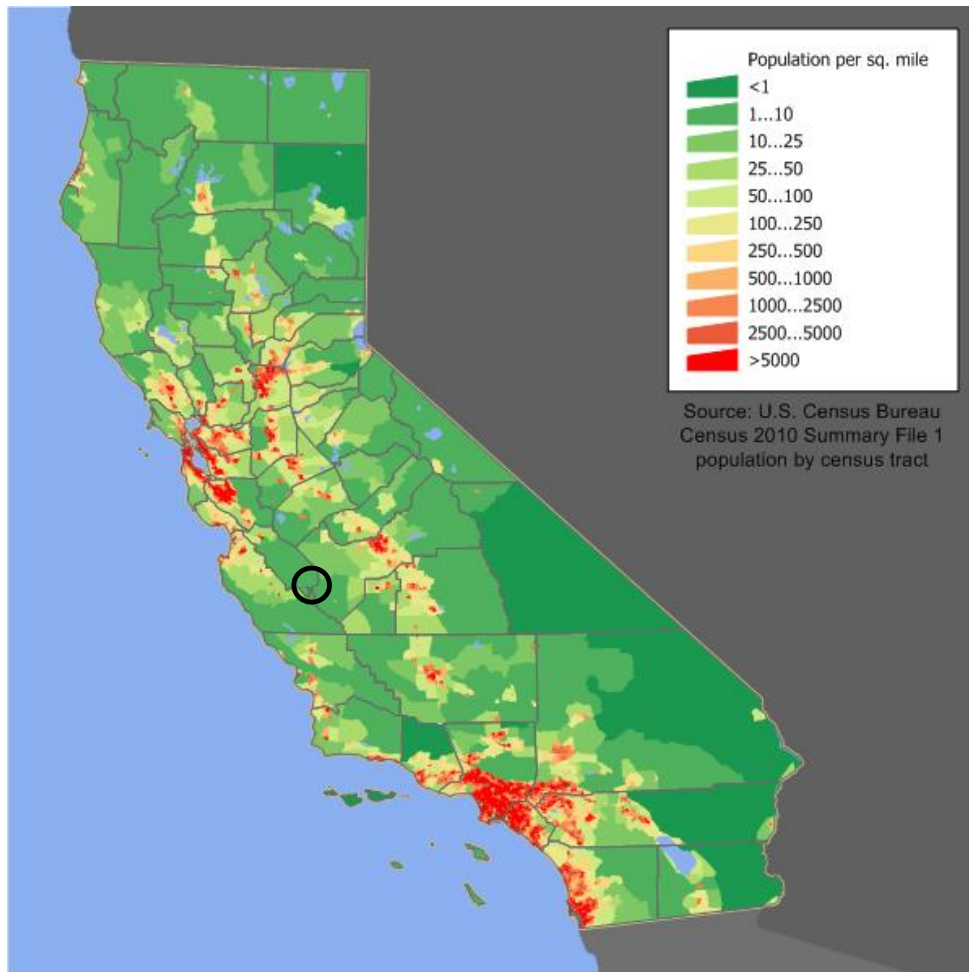 Population per sq. mile
<1
1...10
10...25
25...50
50...100
100...250
250...500
500...1000
1000...2500
2500...5000
>5000
Source: U.S. Census Bureau
Census 2010 Summary File 1
population by census tract